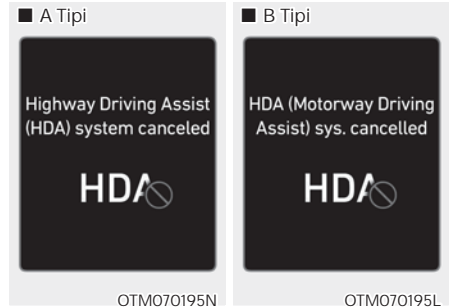 ■ A Tipi
Highway Driving Assist
(HDA) system canceled
HDA
OTM070195N
■ B Tipi
HDA (Motorway Driving
Assist) sys. cancelled
HDA
OTM070195L